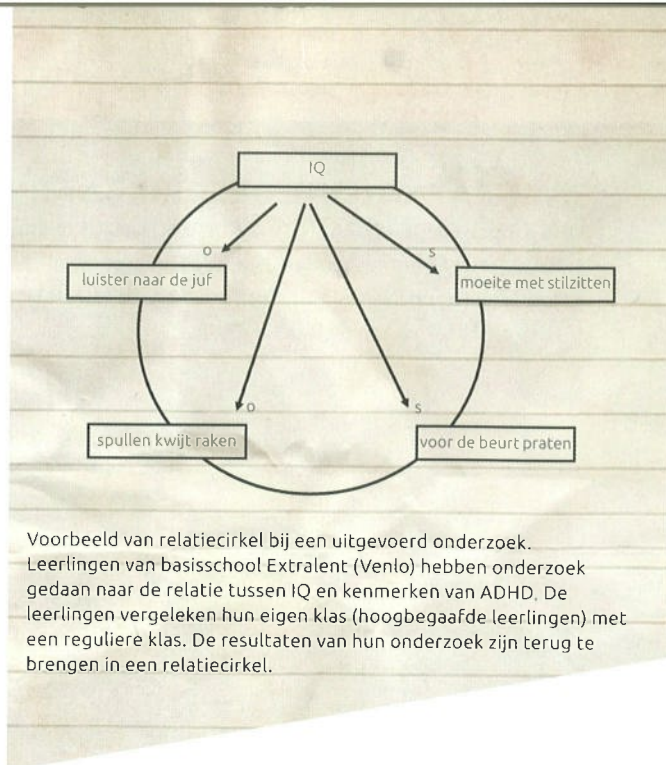 IQ
o
s
luister naar de juf
moeite met stilzitten
o
s
spullen kwijt raken
voor de beurt praten
Voorbeeld van relatiecirkel bij een uitgevoerd onderzoek.
Leerlingen van basisschool Extralent (Venlo) hebben onderzoek
gedaan naar de relatie tussen IQ en kenmerken van ADHD. De
leerlingen vergeleken hun eigen klas (hoogbegaafde leerlingen) met
een reguliere klas. De resultaten van hun onderzoek zijn terug te
brengen in een relatiecirkel.